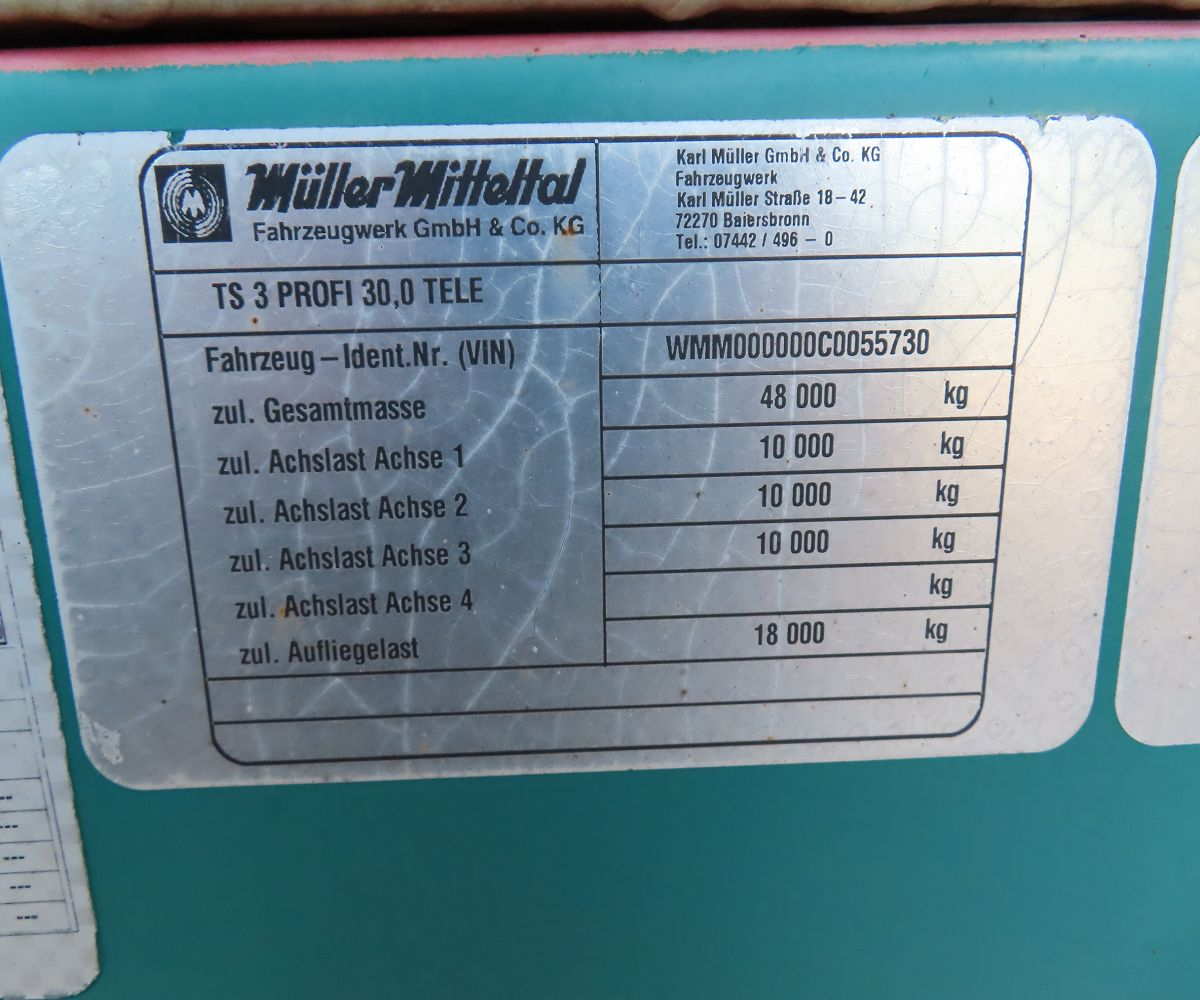 Müller Mitteltal
Fahrzeugwerk GmbH & Co. KG
Karl Müller GmbH & Co. KG
Fahrzeugwerk
Karl Müller Straße 18 – 42
72270 Baiersbronn
Tel.: 07442 / 496 – 0
TS 3 PROFI 30,0 TELE
Fahrzeug – Ident.Nr. (VIN) WMM000000C0055730
zul. Gesamtmasse 48 000 kg
zul. Achslast Achse 1 10 000 kg
zul. Achslast Achse 2 10 000 kg
zul. Achslast Achse 3 10 000 kg
zul. Achslast Achse 4 kg
zul. Aufliegelast 18 000 kg